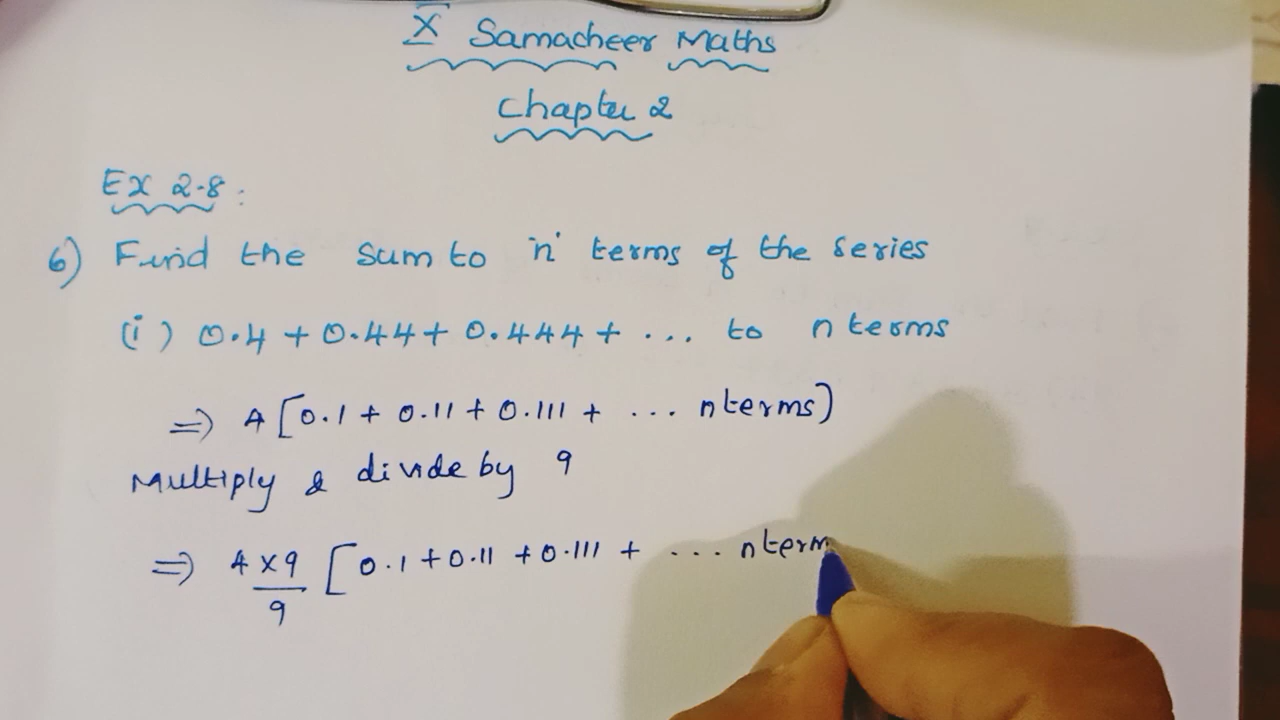 X Samacheer Maths
Chapter 2
Ex 2.8:
6) Find the sum to 'n' terms of the series
(i) 0.4 + 0.44 + 0.444 + ... to n terms
=> 4 [0.1 + 0.11 + 0.111 + ... n terms)
Multiply & divide by 9
=> 4 x 9 / 9 [0.1 + 0.11 + 0.111 + ... n term